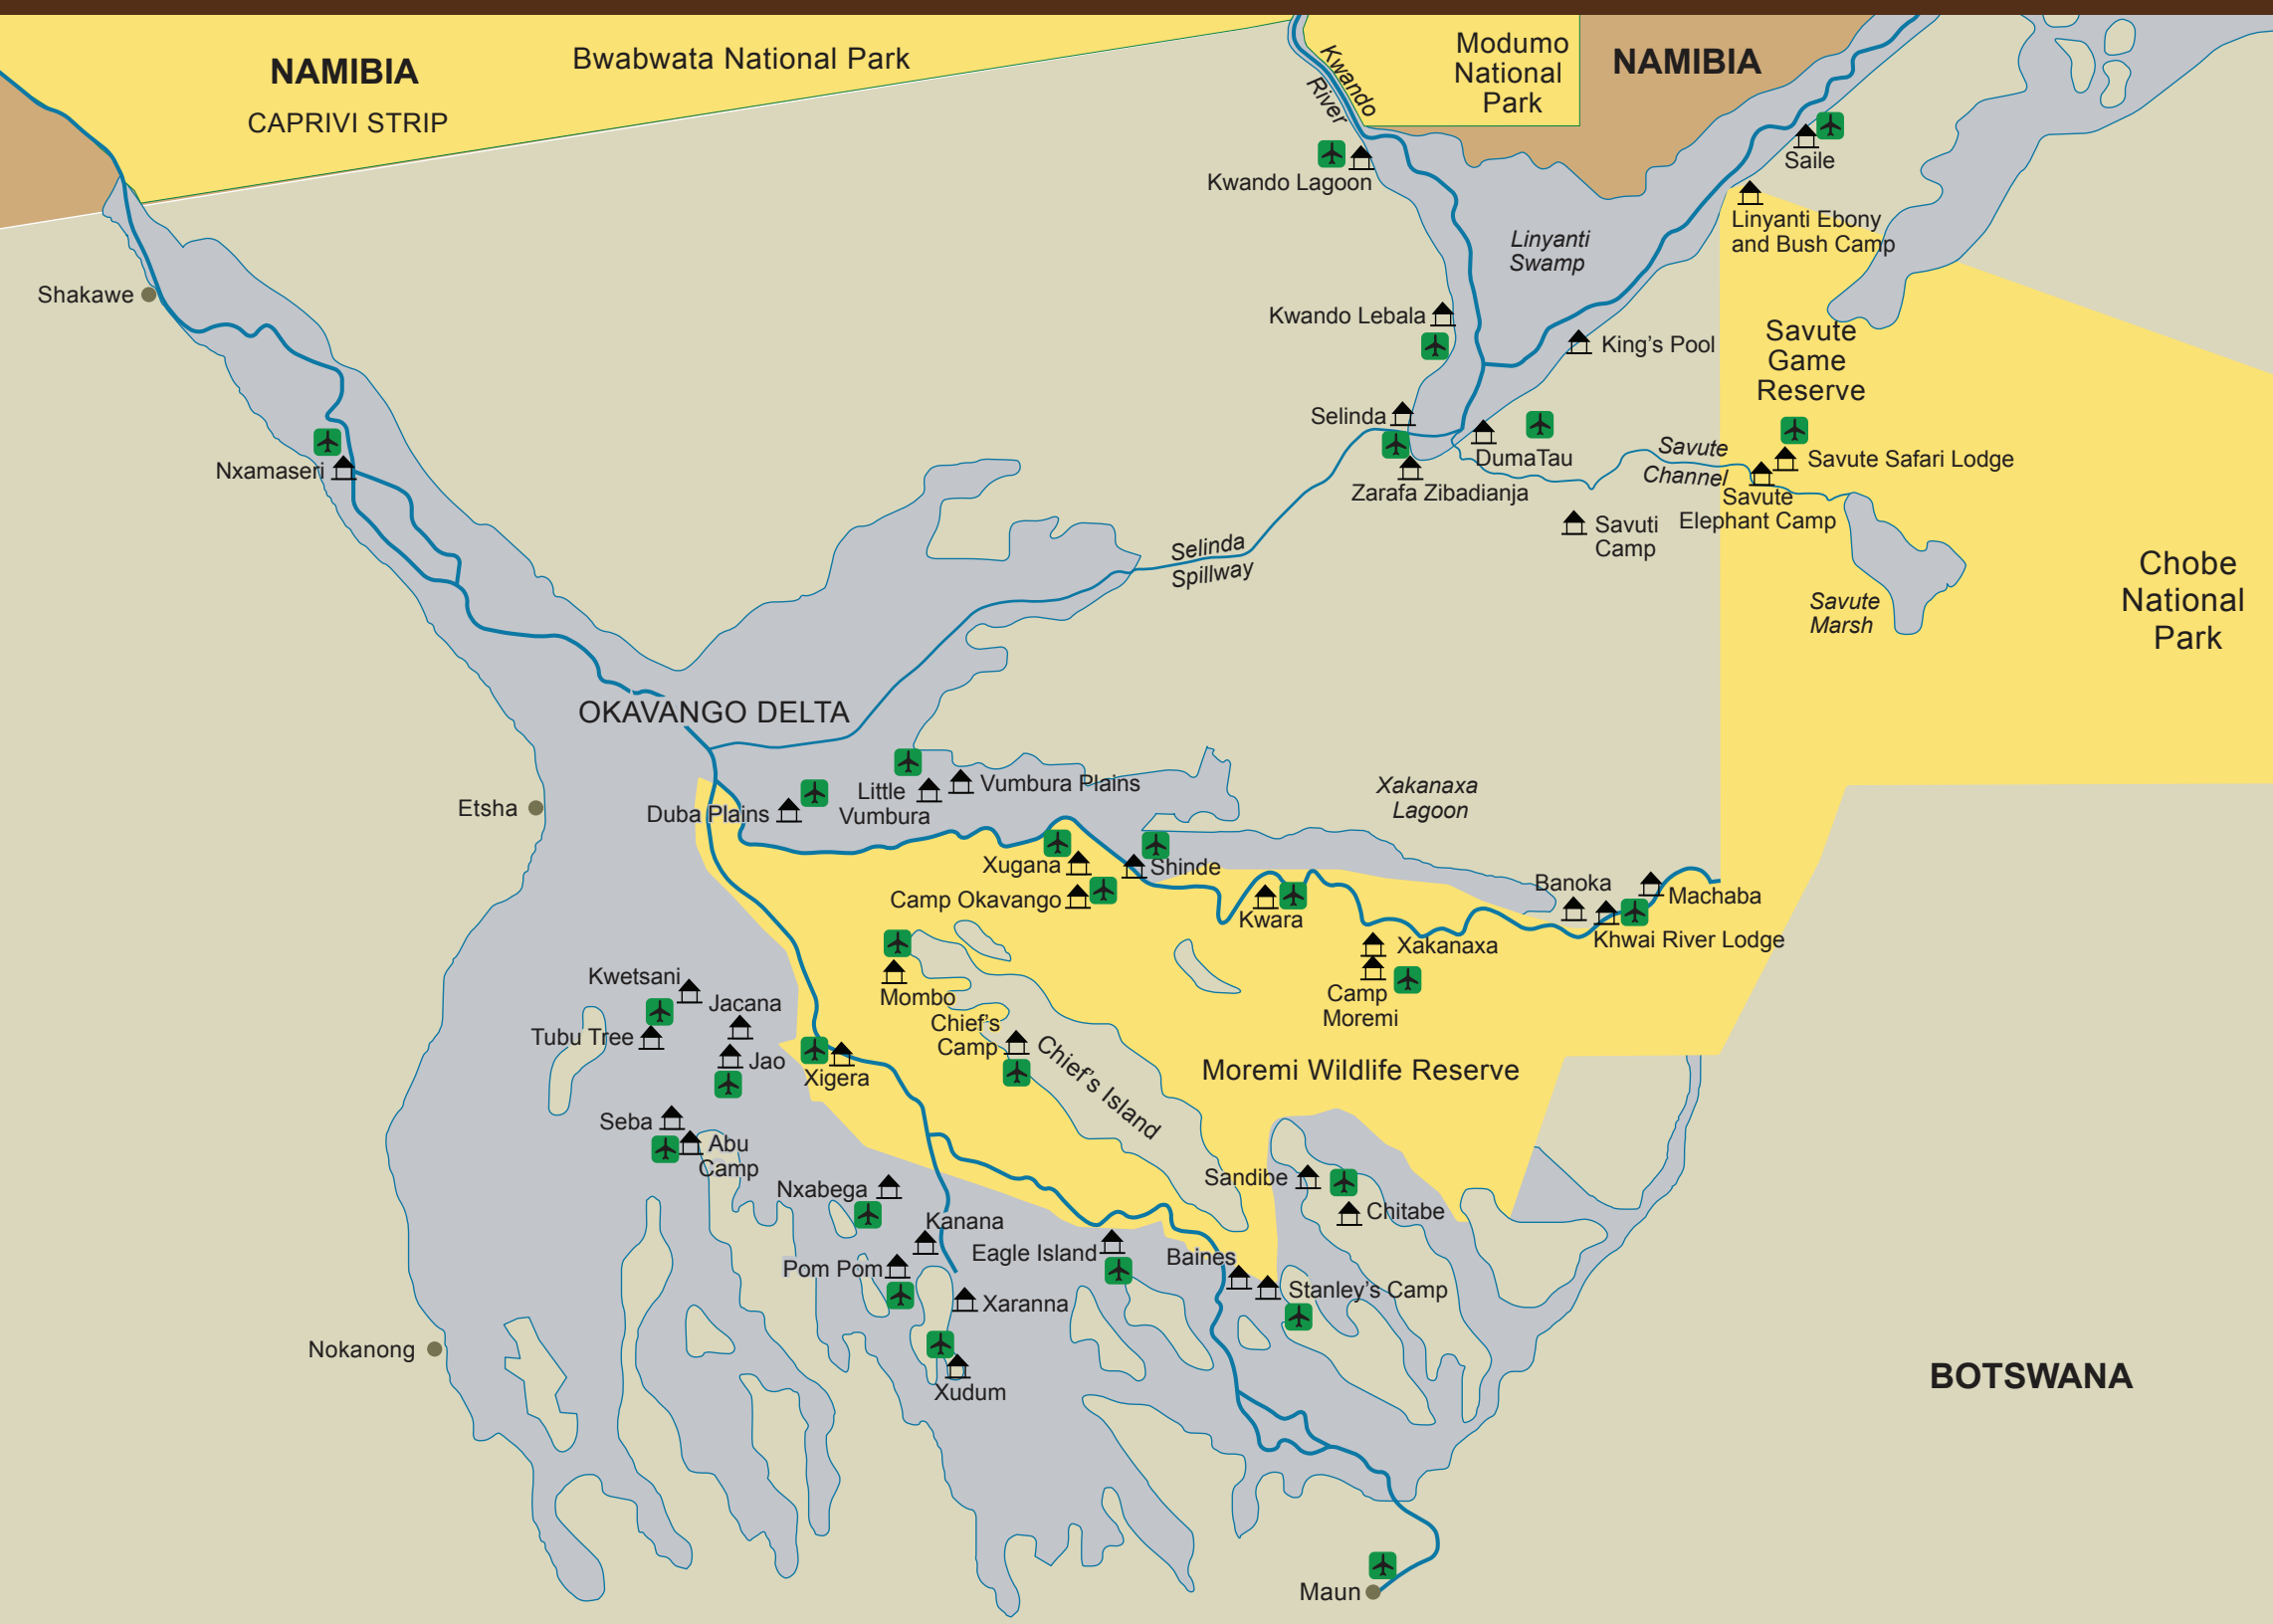 NAMIBIA
CAPRIVI STRIP
Bwabwata National Park
Kwando
River
Modumo
National
Park
NAMIBIA
Saile
Kwando Lagoon
Linyanti Ebony
and Bush Camp
Linyanti
Swamp
Shakawe
Kwando Lebala
King's Pool
Savute
Game
Reserve
Selinda
DumaTau
Savute
Channel
Savute Safari Lodge
Nxamaseri
Zarafa Zibadianja
Savute
Elephant Camp
Savuti
Camp
Selinda
Spillway
Chobe
National
Park
Savute
Marsh
OKAVANGO DELTA
Etsha
Duba Plains
Little
Vumbura
Vumbura Plains
Xakanaxa
Lagoon
Xugana
Shinde
Camp Okavango
Kwara
Banoka
Machaba
Khwai River Lodge
Xakanaxa
Camp
Moremi
Mombo
Kwetsani
Jacana
Tubu Tree
Jao
Xigera
Chief's
Camp
Chief's Island
Moremi Wildlife Reserve
Seba
Abu
Camp
Nxabega
Kanana
Sandibe
Chitabe
Eagle Island
Baines
Pom Pom
Stanley's Camp
Xaranna
Nokanong
Xudum
BOTSWANA
Maun